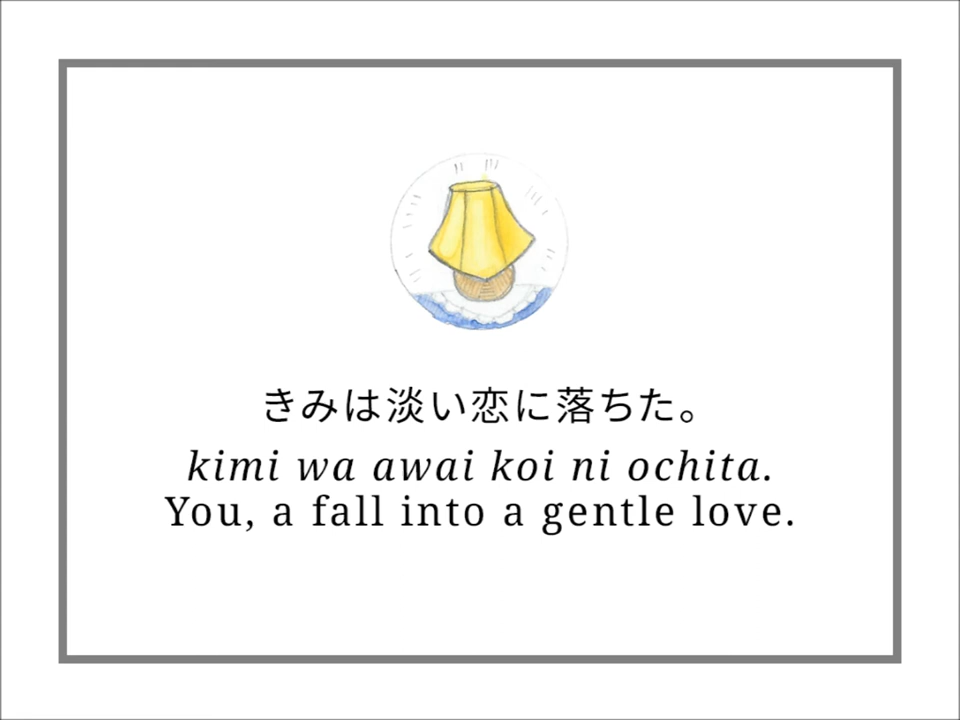 きみは淡い恋に落ちた。
kimi wa awai koi ni ochita.
You, a fall into a gentle love.